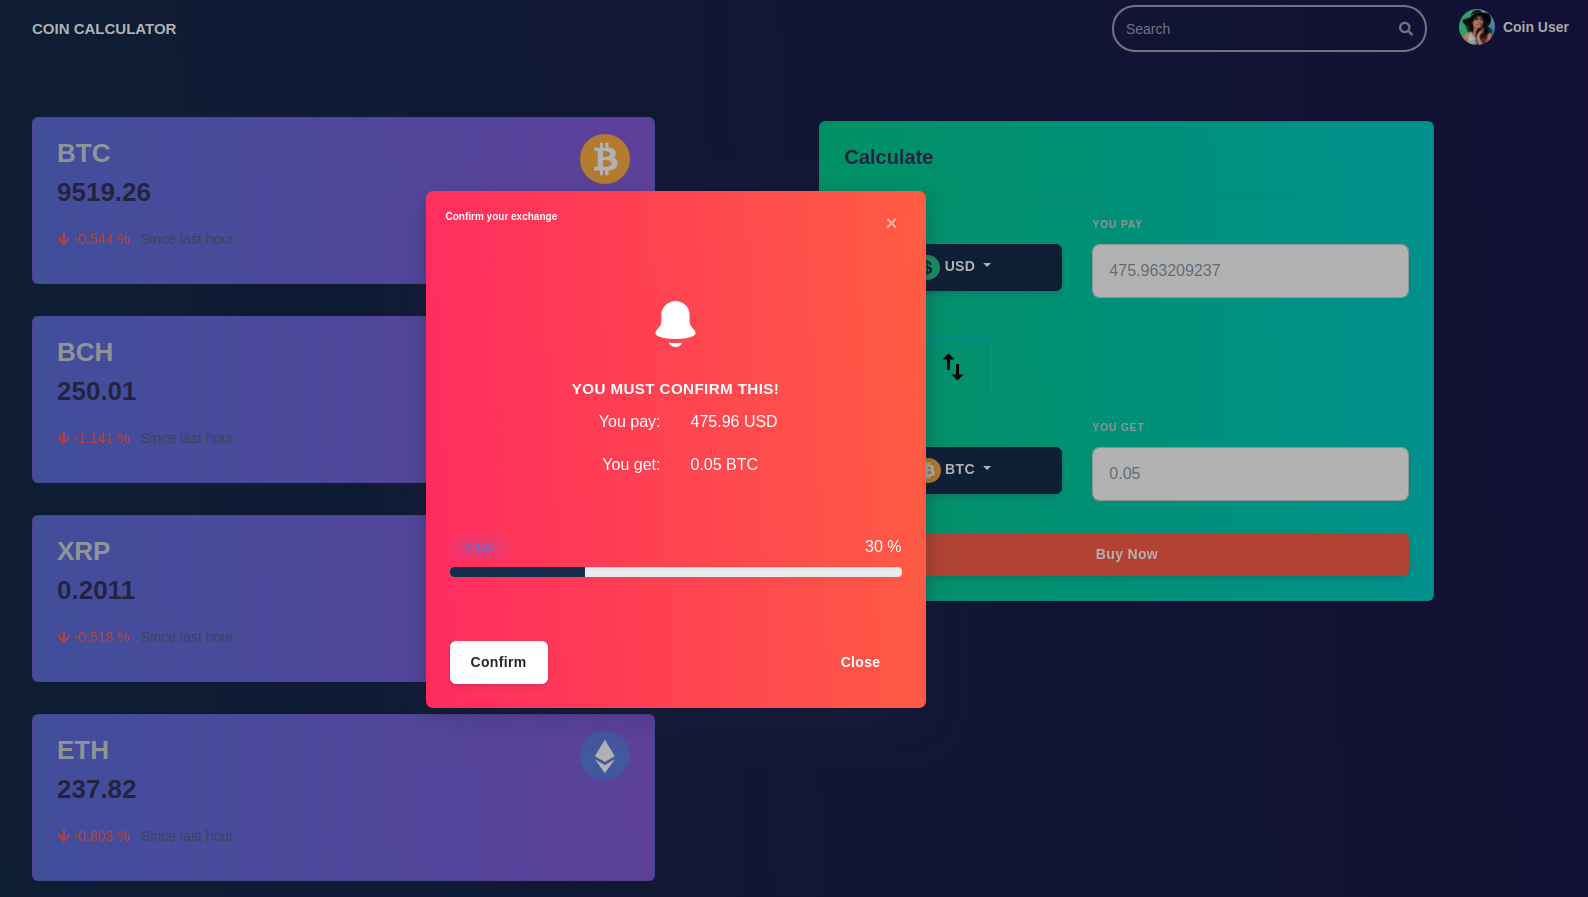 COIN CALCULATOR
Search
Coin User
BTC
9519.26
-0.544 % Since last hour
BCH
250.01
-1.141 % Since last hour
XRP
0.2011
-0.518 % Since last hour
ETH
237.82
-0.803 % Since last hour
Calculate
YOU PAY
USD
475.963209237
YOU GET
BTC
0.05
Buy Now
Confirm your exchange
×
YOU MUST CONFIRM THIS!
You pay: 475.96 USD
You get: 0.05 BTC
30 %
Confirm
Close